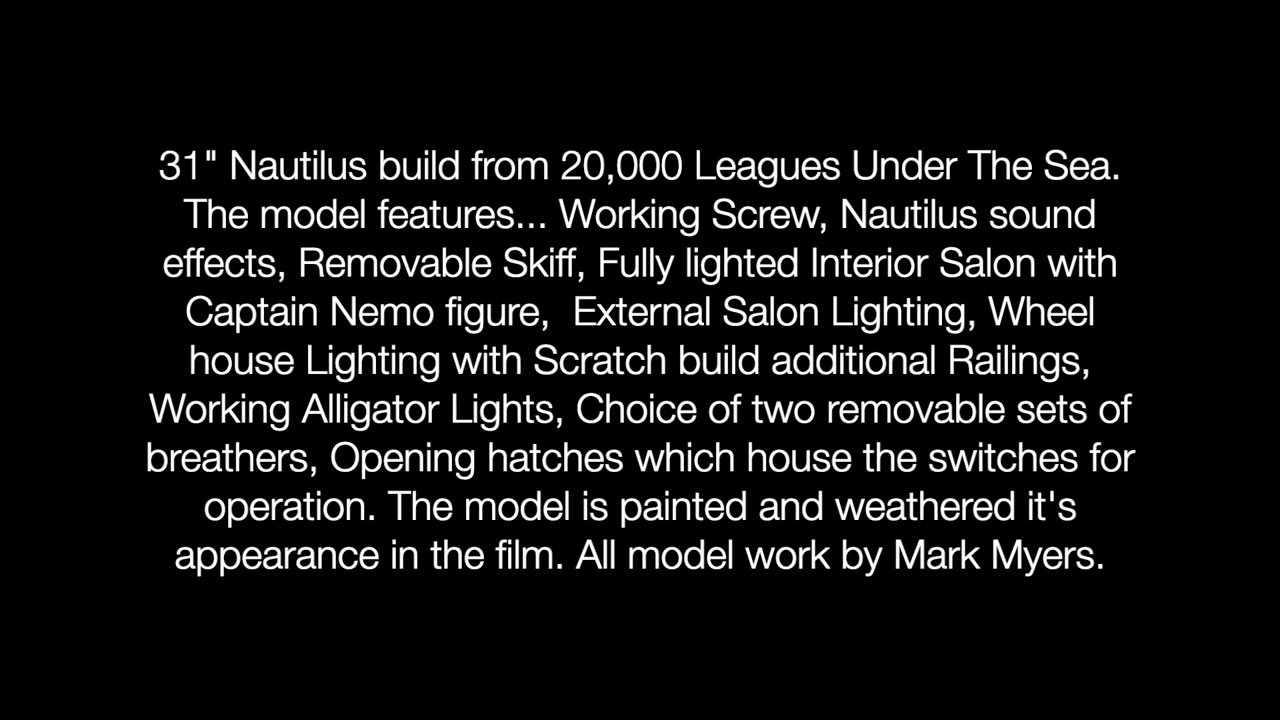 31" Nautilus build from 20,000 Leagues Under The Sea.
The model features... Working Screw, Nautilus sound
effects, Removable Skiff, Fully lighted Interior Salon with
Captain Nemo figure,  External Salon Lighting, Wheel
house Lighting with Scratch build additional Railings,
Working Alligator Lights, Choice of two removable sets of
breathers, Opening hatches which house the switches for
operation. The model is painted and weathered it's
appearance in the film. All model work by Mark Myers.